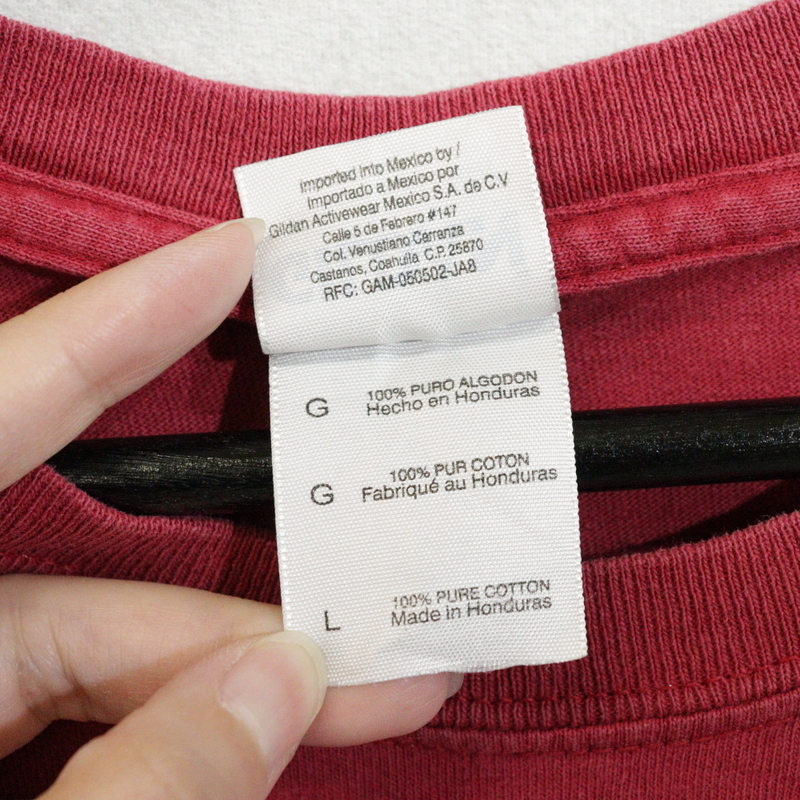 Imported into Mexico by /
Importado a Mexico por
Gildan Activewear Mexico S.A. de C.V
Calle 5 de Febrero #147
Col. Venustiano Carranza
Castanos, Coahuila C.P. 25870
RFC: GAM-050502-JA8
G 100% PURO ALGODON
Hecho en Honduras
G 100% PUR COTON
Fabriqué au Honduras
L 100% PURE COTTON
Made in Honduras